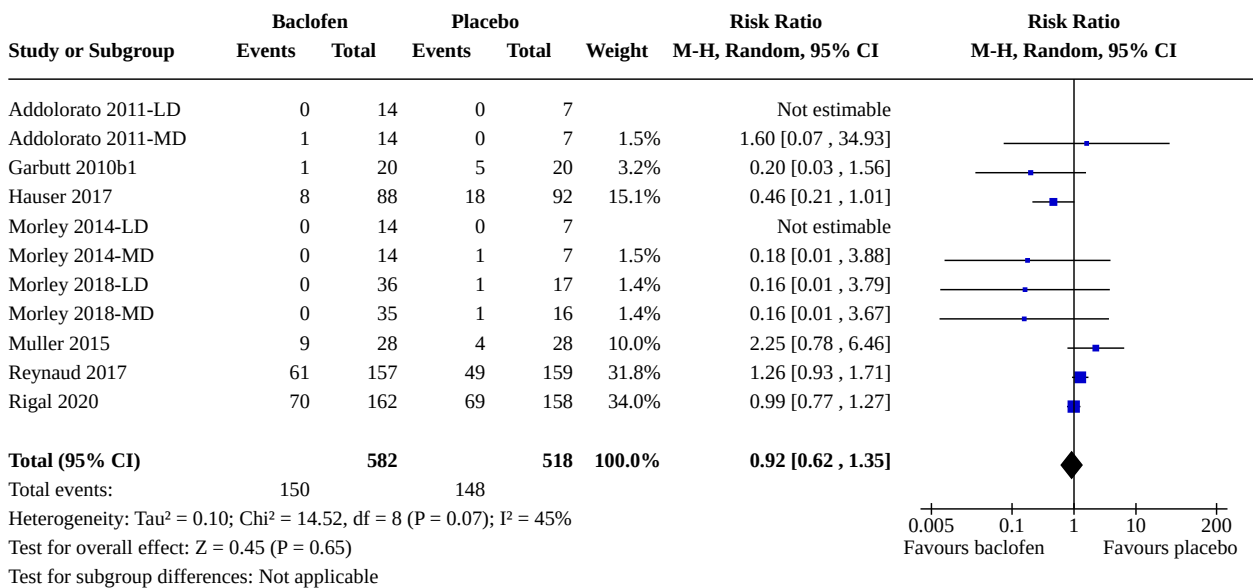 Baclofen Placebo Risk Ratio Risk Ratio
Study or Subgroup Events Total Events Total Weight M-H, Random, 95% CI M-H, Random, 95% CI
Addolorato 2011-LD 0 14 0 7 Not estimable
Addolorato 2011-MD 1 14 0 7 1.5% 1.60 [0.07 , 34.93]
Garbutt 2010b1 1 20 5 20 3.2% 0.20 [0.03 , 1.56]
Hauser 2017 8 88 18 92 15.1% 0.46 [0.21 , 1.01]
Morley 2014-LD 0 14 0 7 Not estimable
Morley 2014-MD 0 14 1 7 1.5% 0.18 [0.01 , 3.88]
Morley 2018-LD 0 36 1 17 1.4% 0.16 [0.01 , 3.79]
Morley 2018-MD 0 35 1 16 1.4% 0.16 [0.01 , 3.67]
Muller 2015 9 28 4 28 10.0% 2.25 [0.78 , 6.46]
Reynaud 2017 61 157 49 159 31.8% 1.26 [0.93 , 1.71]
Rigal 2020 70 162 69 158 34.0% 0.99 [0.77 , 1.27]
Total (95% CI) 582 518 100.0% 0.92 [0.62 , 1.35]
Total events: 150 148
Heterogeneity: Tau² = 0.10; Chi² = 14.52, df = 8 (P = 0.07); I² = 45%
0.005 0.1 1 10 200
Test for overall effect: Z = 0.45 (P = 0.65)
Favours baclofen Favours placebo
Test for subgroup differences: Not applicable